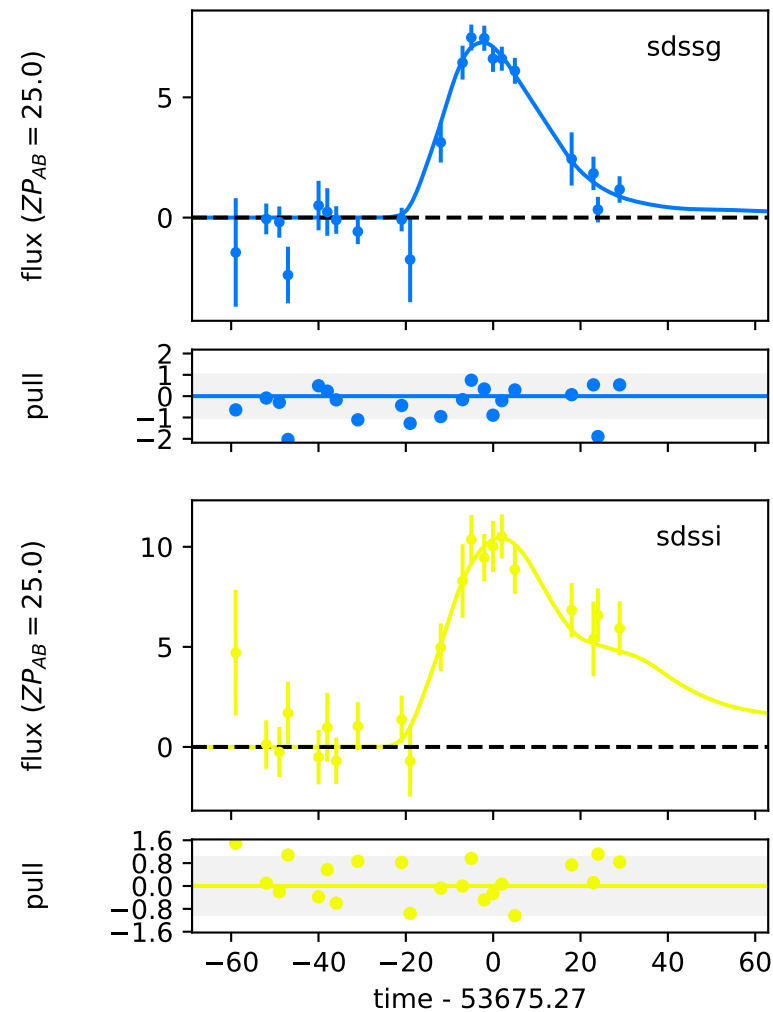 sdssg
flux (ZP_AB = 25.0)
5
0
pull
2
1
0
−1
−2
sdssi
flux (ZP_AB = 25.0)
10
5
0
pull
1.6
0.8
0.0
−0.8
−1.6
−60 −40 −20 0 20 40 60
time - 53675.27